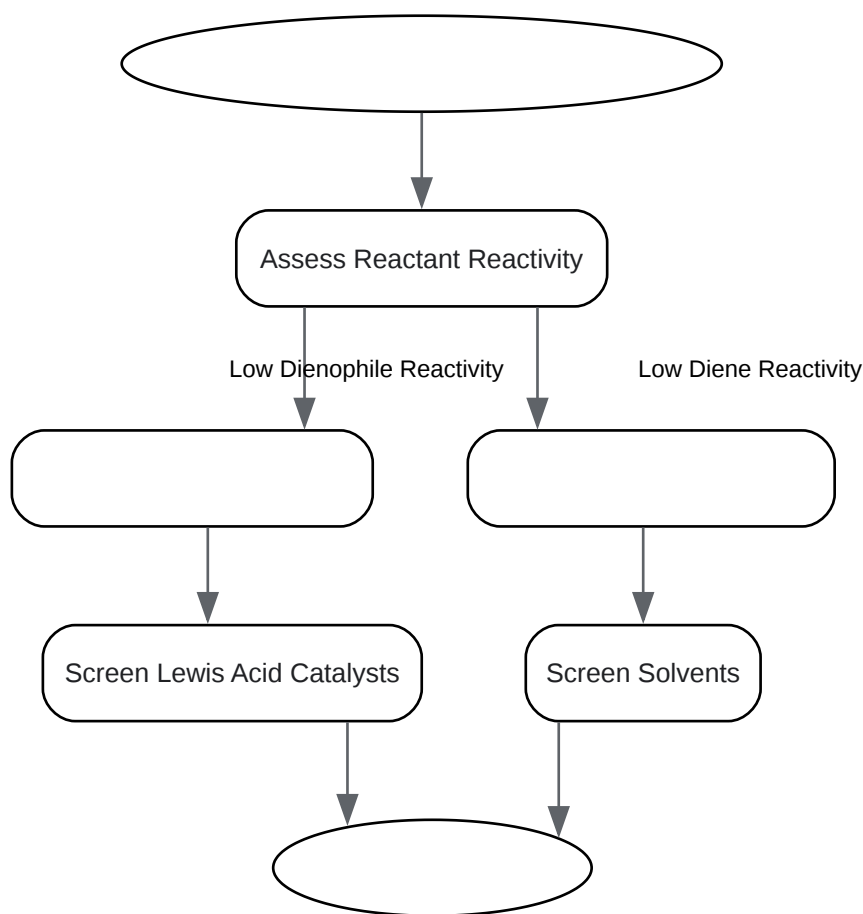 Assess Reactant Reactivity
Low Dienophile Reactivity
Low Diene Reactivity
Screen Lewis Acid Catalysts
Screen Solvents